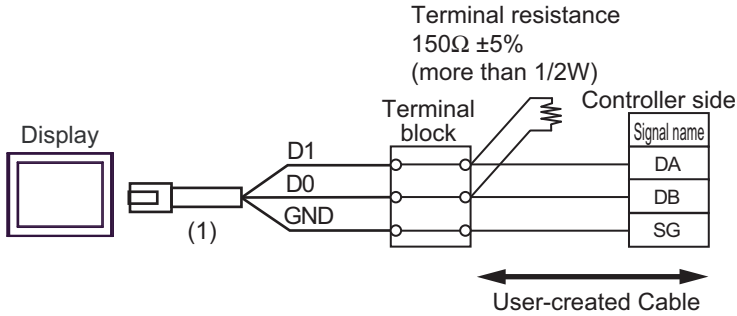 Terminal resistance
150Ω ±5%
(more than 1/2W)
Controller side
Terminal
block
Signal name
Display
D1
DA
D0
DB
GND
SG
(1)
User-created Cable